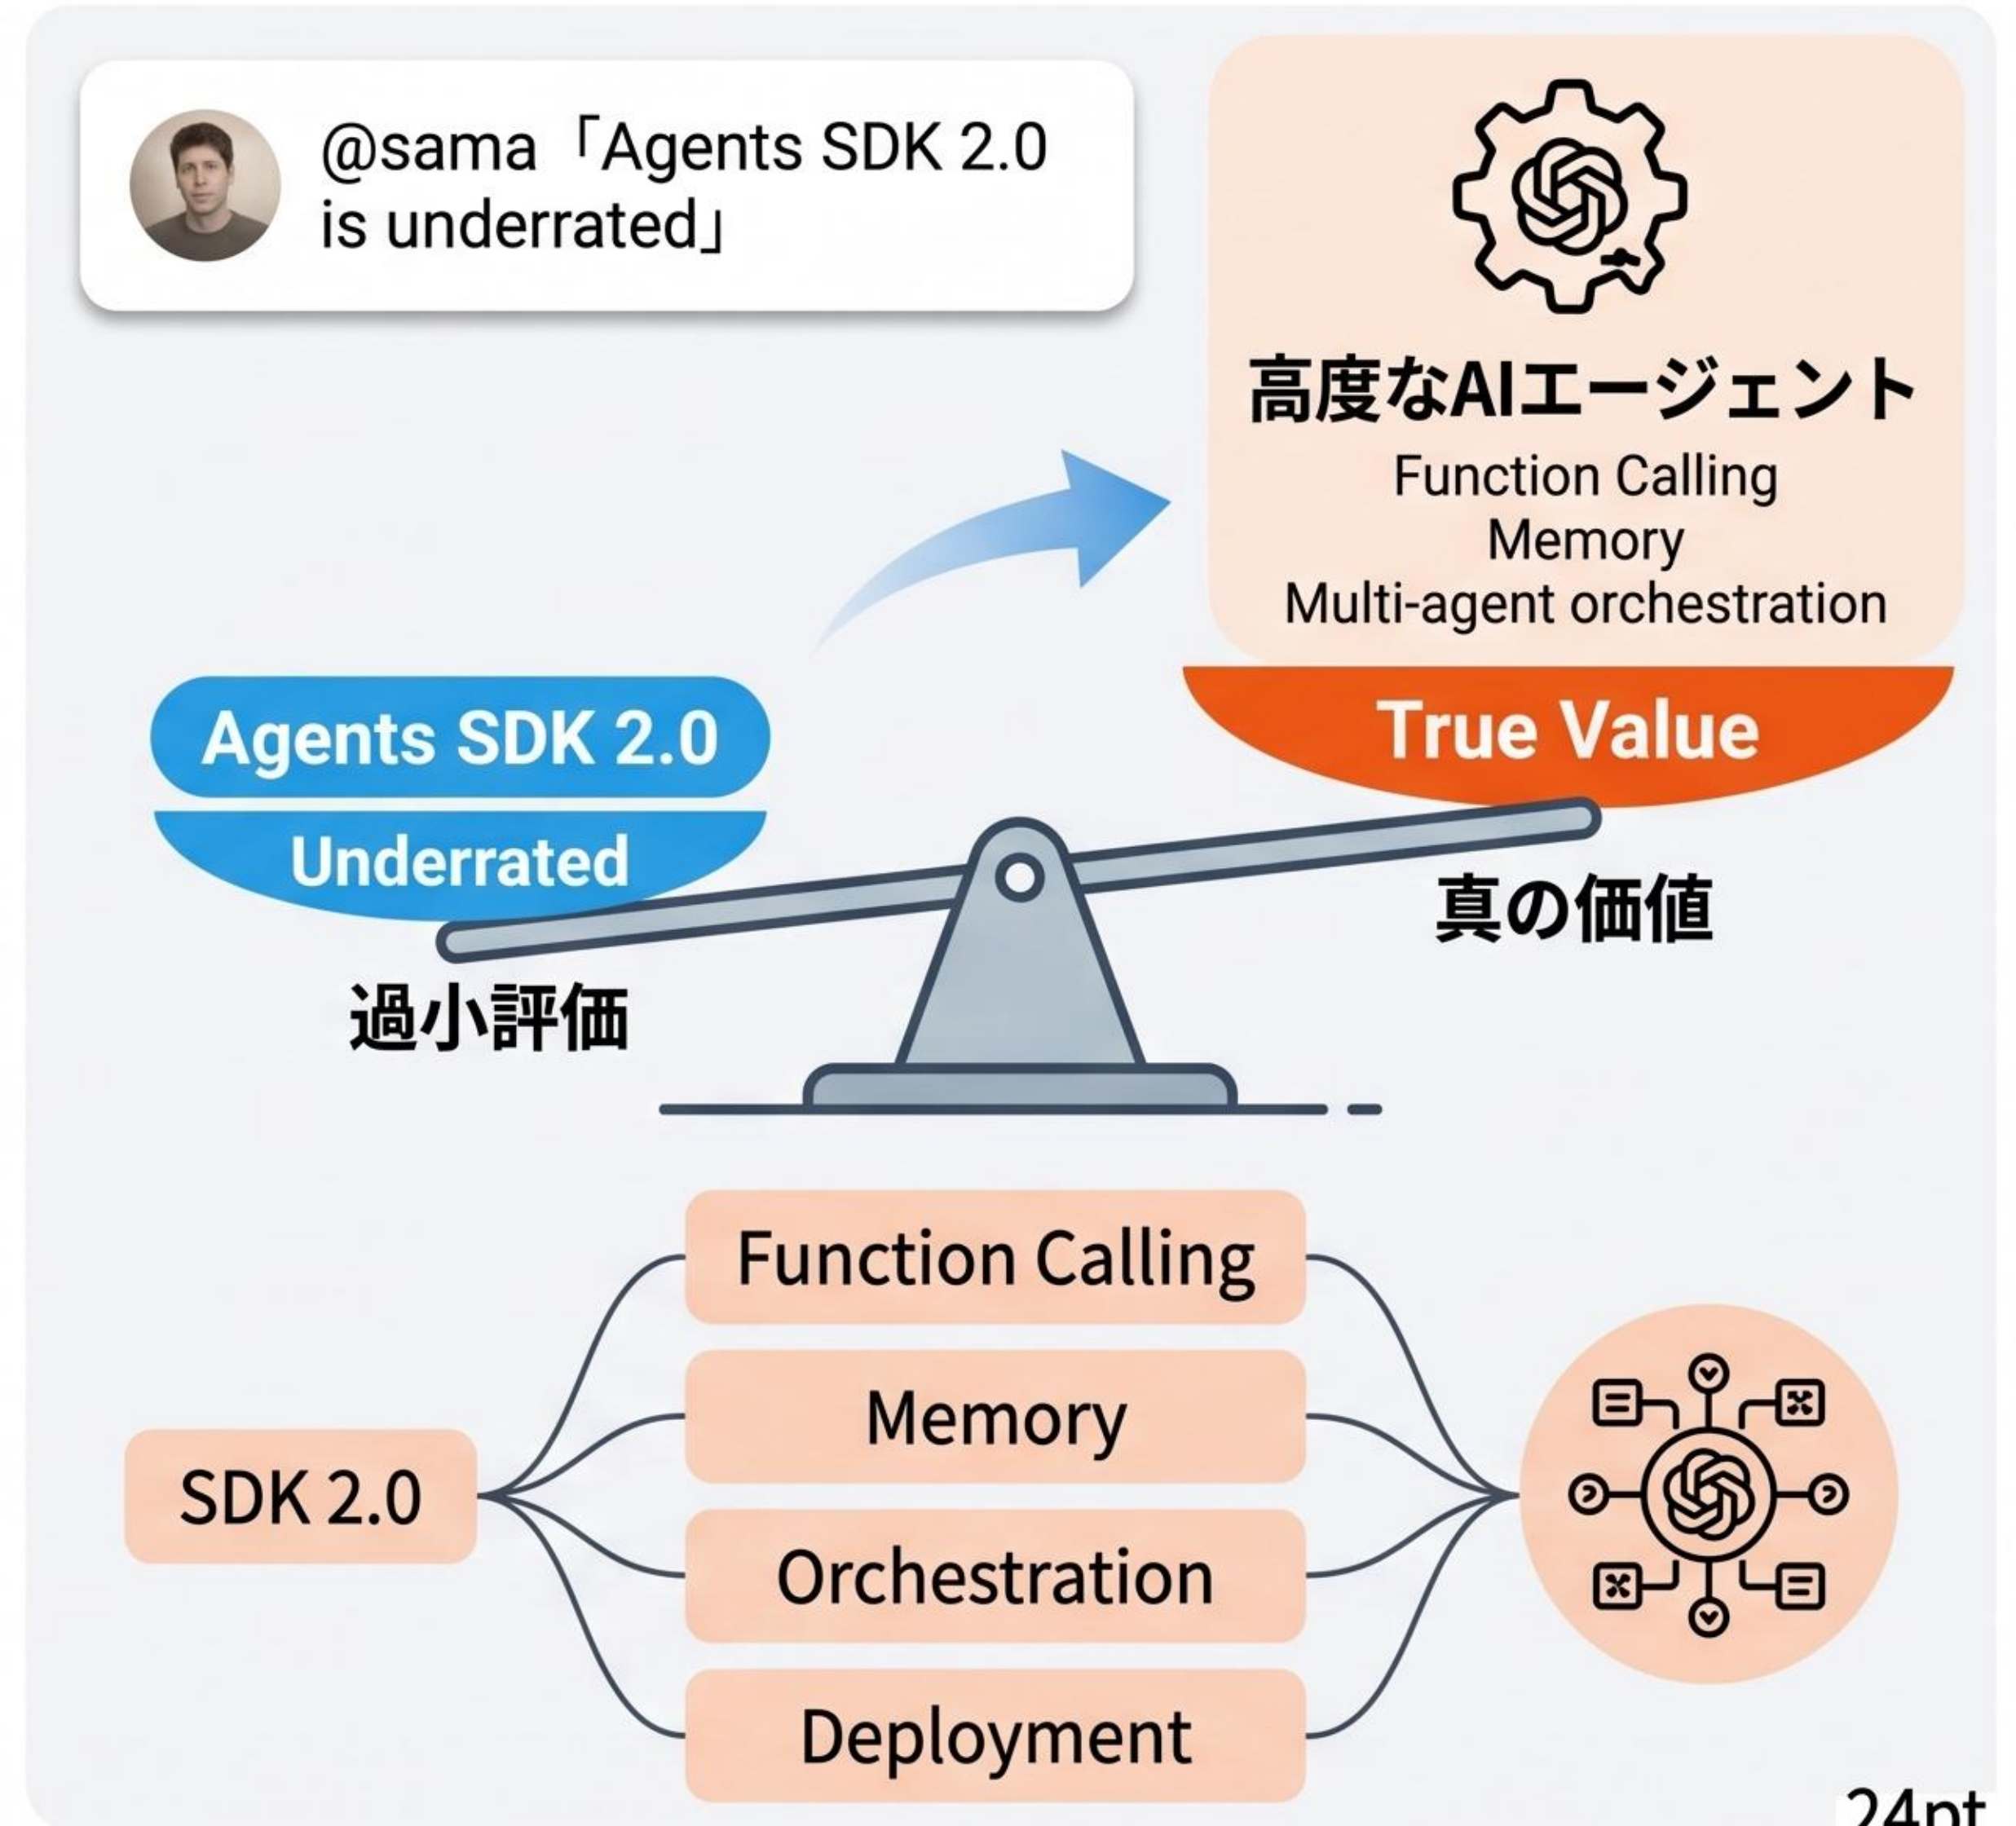 @sama「Agents SDK 2.0
is underrated」
高度なAIエージェント
Function Calling
Memory
Multi-agent orchestration
True Value
Agents SDK 2.0
Underrated
真の価値
過小評価
Function Calling
Memory
SDK 2.0
Orchestration
Deployment
24pt